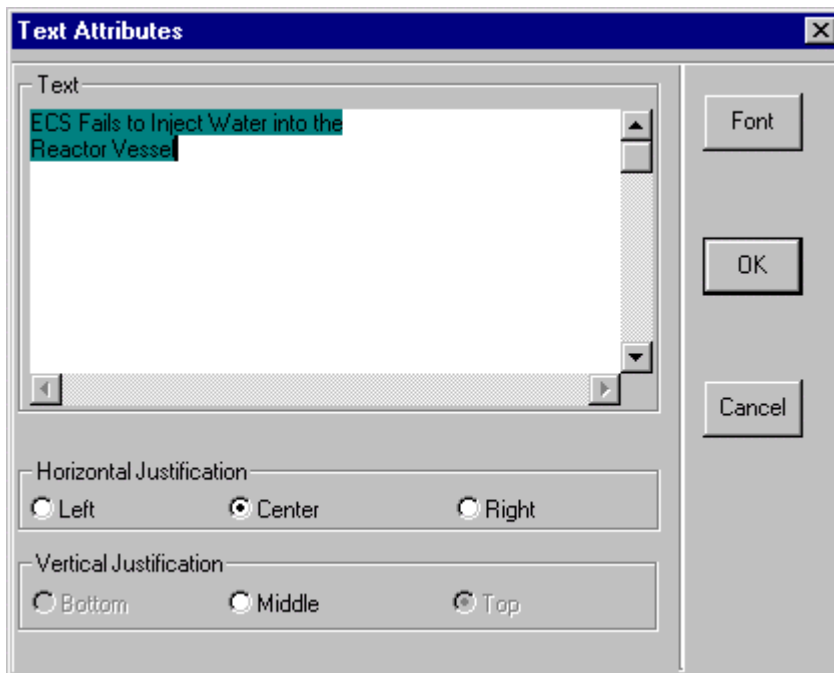 Text Attributes
Text
ECS Fails to Inject Water into the
Reactor Vessel
Font
OK
Cancel
Horizontal Justification
Left Center Right
Vertical Justification
Bottom Middle Top